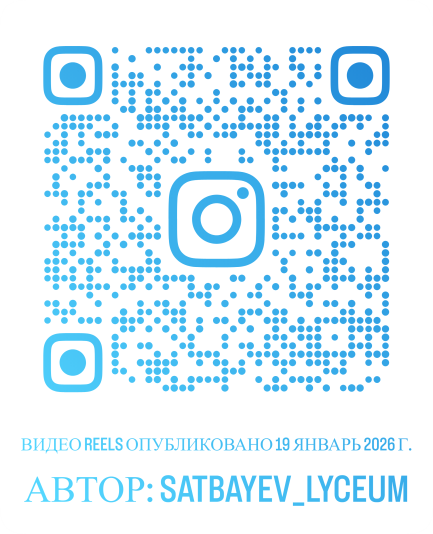 ВИДЕО REELS ОПУБЛИКОВАНО 19 ЯНВАРЬ 2026 Г.
АВТОР: SATBAYEV_LYCEUM